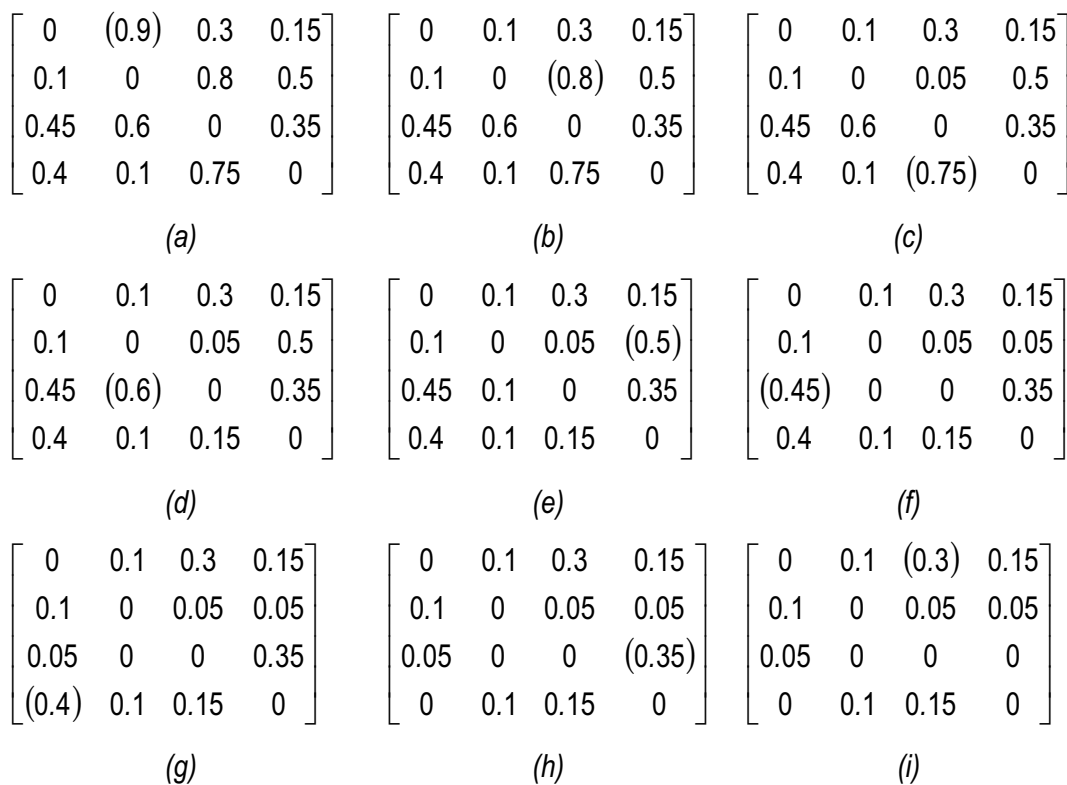 0 (0.9) 0.3 0.15 0 0.1 0.3 0.15 0 0.1 0.3 0.15
0.1 0 0.8 0.5 0.1 0 (0.8) 0.5 0.1 0 0.05 0.5
0.45 0.6 0 0.35 0.45 0.6 0 0.35 0.45 0.6 0 0.35
0.4 0.1 0.75 0 0.4 0.1 0.75 0 0.4 0.1 (0.75) 0
(a) (b) (c)
0 0.1 0.3 0.15 0 0.1 0.3 0.15 0 0.1 0.3 0.15
0.1 0 0.05 0.5 0.1 0 0.05 (0.5) 0.1 0 0.05 0.05
0.45 (0.6) 0 0.35 0.45 0.1 0 0.35 (0.45) 0 0 0.35
0.4 0.1 0.15 0 0.4 0.1 0.15 0 0.4 0.1 0.15 0
(d) (e) (f)
0 0.1 0.3 0.15 0 0.1 0.3 0.15 0 0.1 (0.3) 0.15
0.1 0 0.05 0.05 0.1 0 0.05 0.05 0.1 0 0.05 0.05
0.05 0 0 0.35 0.05 0 0 (0.35) 0.05 0 0 0
(0.4) 0.1 0.15 0 0 0.1 0.15 0 0 0.1 0.15 0
(g) (h) (i)